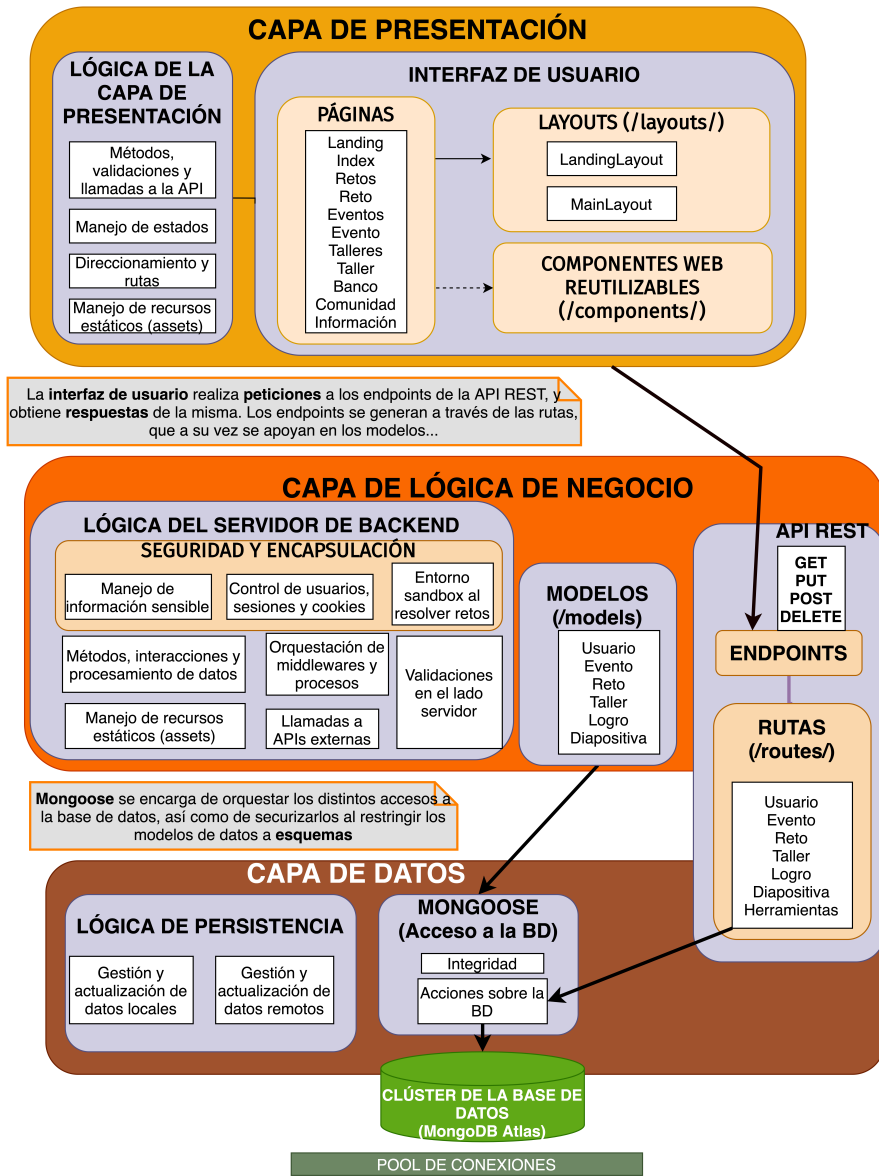 CAPA DE PRESENTACIÓN
LÓGICA DE LA
CAPA DE
PRESENTACIÓN
Métodos,
validaciones y
llamadas a la API
Manejo de estados
Direccionamiento y
rutas
Manejo de recursos
estáticos (assets)
INTERFAZ DE USUARIO
PÁGINAS
Landing
Index
Retos
Reto
Eventos
Evento
Talleres
Taller
Banco
Comunidad
Información
LAYOUTS (/layouts/)
LandingLayout
MainLayout
COMPONENTES WEB
REUTILIZABLES
(/components/)
La interfaz de usuario realiza peticiones a los endpoints de la API REST, y
obtiene respuestas de la misma. Los endpoints se generan a través de las rutas,
que a su vez se apoyan en los modelos...
CAPA DE LÓGICA DE NEGOCIO
LÓGICA DEL SERVIDOR DE BACKEND
SEGURIDAD Y ENCAPSULACIÓN
Manejo de
información sensible
Control de usuarios,
sesiones y cookies
Entorno
sandbox al
resolver retos
Métodos, interacciones y
procesamiento de datos
Orquestación de
middlewares y
procesos
Validaciones
en el lado
servidor
Manejo de recursos
estáticos (assets)
Llamadas a
APIs externas
MODELOS
(/models)
Usuario
Evento
Reto
Taller
Logro
Diapositiva
API REST
GET
PUT
POST
DELETE
ENDPOINTS
RUTAS
(/routes/)
Usuario
Evento
Reto
Taller
Logro
Diapositiva
Herramientas
Mongoose se encarga de orquestar los distintos accesos a
la base de datos, así como de securizarlos al restringir los
modelos de datos a esquemas
CAPA DE DATOS
LÓGICA DE PERSISTENCIA
Gestión y
actualización de
datos locales
Gestión y
actualización de
datos remotos
MONGOOSE
(Acceso a la BD)
Integridad
Acciones sobre la
BD
CLÚSTER DE LA BASE DE
DATOS
(MongoDB Atlas)
POOL DE CONEXIONES